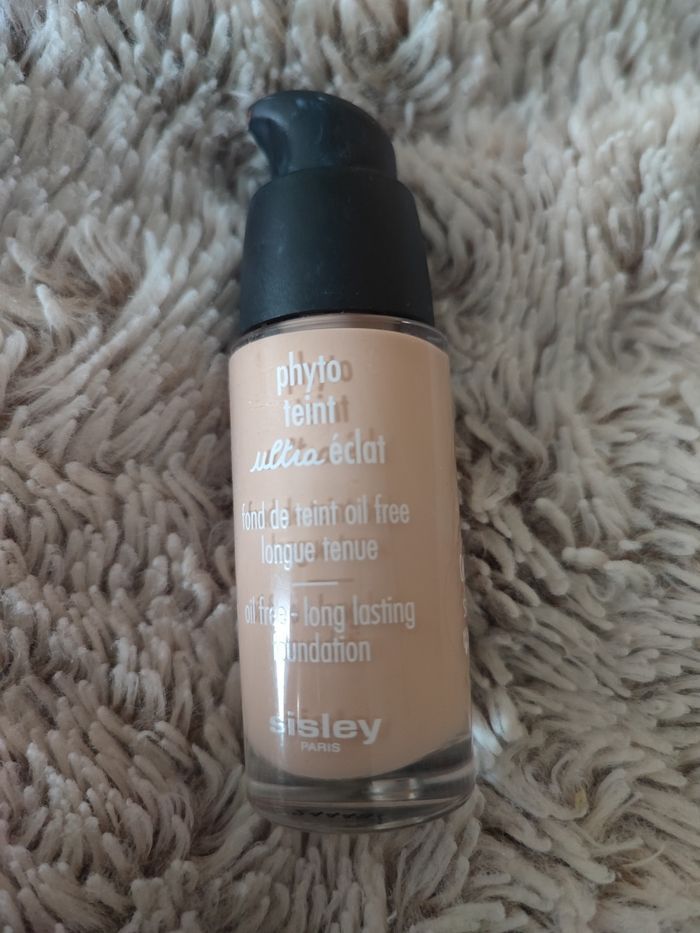 phyto
teint
ultra éclat
fond de teint oil free
longue tenue
oil free - long lasting
foundation
sisley
PARIS